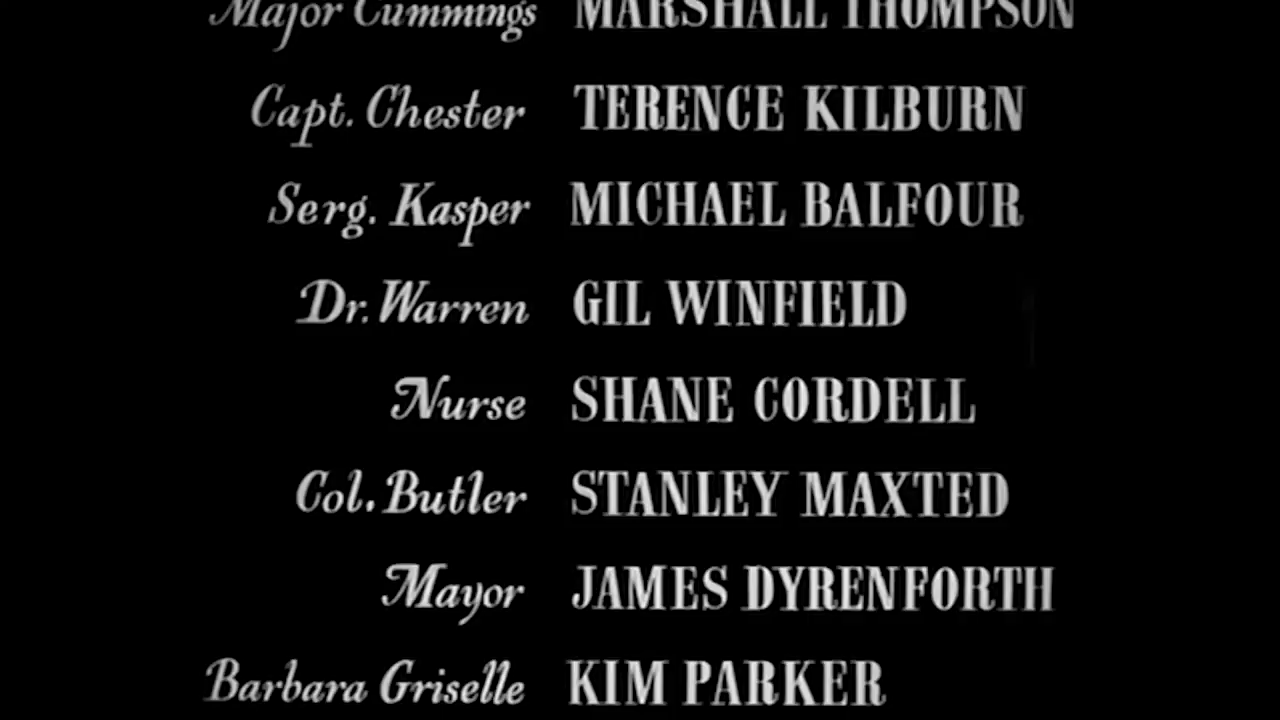 Major Cummings MARSHALL THOMPSON
Capt. Chester TERENCE KILBURN
Serg. Kasper MICHAEL BALFOUR
Dr. Warren GIL WINFIELD
Nurse SHANE CORDELL
Col. Butler STANLEY MAXTED
Mayor JAMES DYRENFORTH
Barbara Griselle KIM PARKER